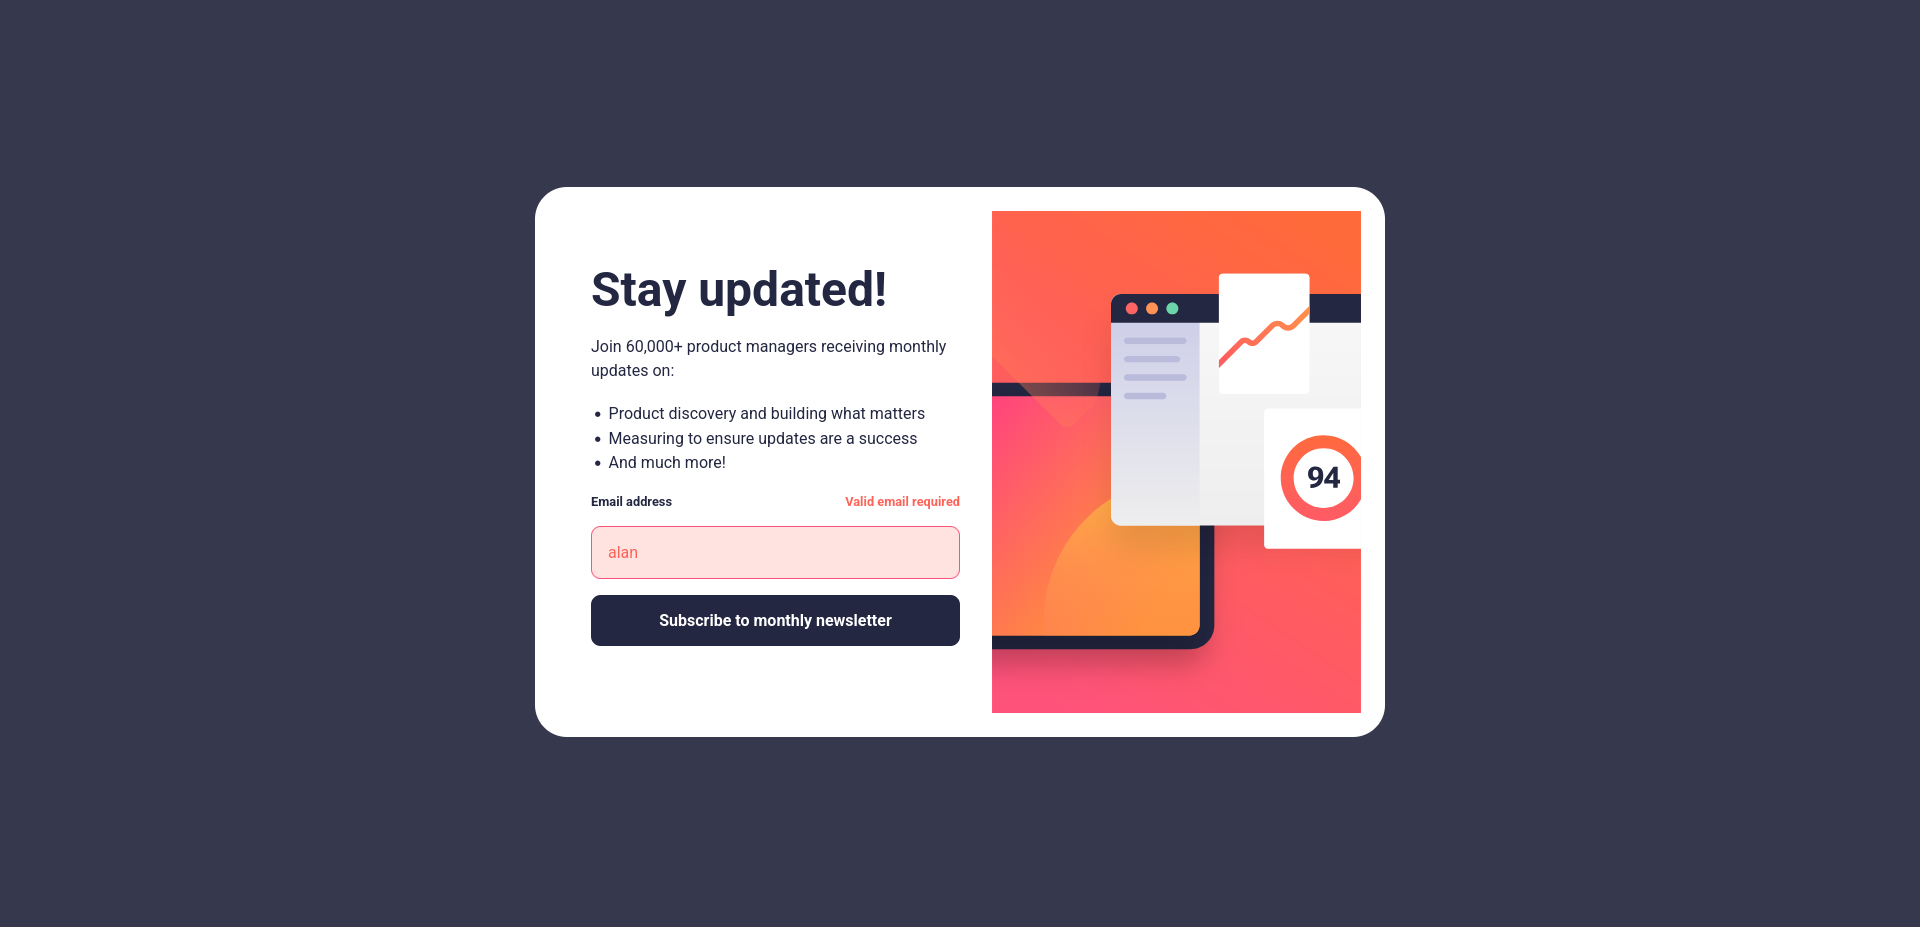 Stay updated!
Join 60,000+ product managers receiving monthly
updates on:
• Product discovery and building what matters
• Measuring to ensure updates are a success
• And much more!
Email address
Valid email required
alan
Subscribe to monthly newsletter
94